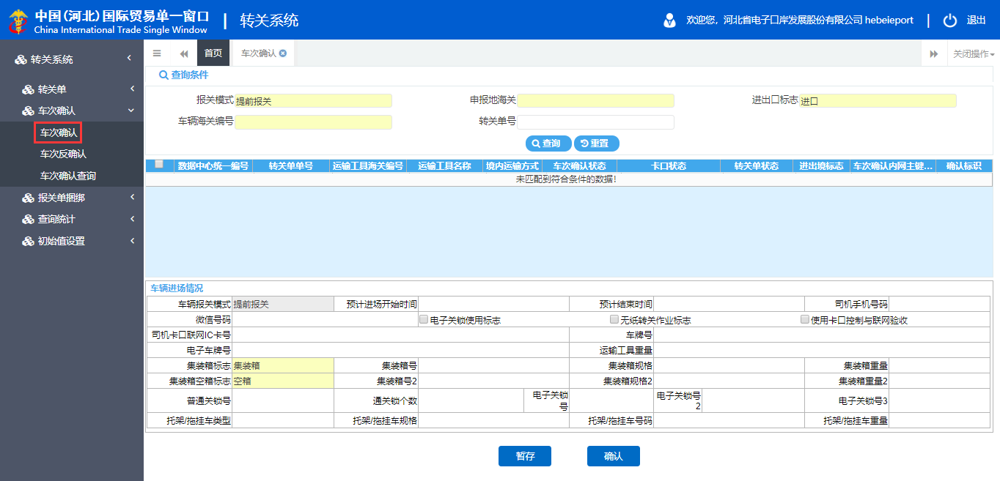 中国(河北)国际贸易单一窗口 | 转关系统
China International Trade Single Window
欢迎您，河北省电子口岸发展股份有限公司 hebeieport | 退出
转关系统
转关单
车次确认
车次确认
车次反确认
车次确认查询
报关单捆绑
查询统计
初始值设置
首页 车次确认 关闭操作
查询条件
报关模式 提前报关 申报地海关 进出口标志 进口
车辆海关编号 转关单号
查询 重置
数据中心统一编号 转关单单号 运输工具海关编号 运输工具名称 境内运输方式 车次确认状态 卡口状态 转关单状态 进出境标志 车次确认内网主键... 确认标识
未匹配到符合条件的数据!
车辆进场情况
车辆报关模式 提前报关 预计进场开始时间 预计结束时间 司机手机号码
微信号码 电子关锁使用标志 无纸转关作业标志 使用卡口控制与联网验收
司机卡口联网IC卡号 车牌号
电子车牌号 运输工具重量
集装箱标志 集装箱 集装箱号 集装箱规格 集装箱重量
集装箱空箱标志 空箱 集装箱号2 集装箱规格2 集装箱重量2
普通关锁号 通关锁个数 电子关锁号 电子关锁号2 电子关锁号3
托架/拖挂车类型 托架/拖挂车规格 托架/拖挂车号码 托架/拖挂车重量
暂存 确认